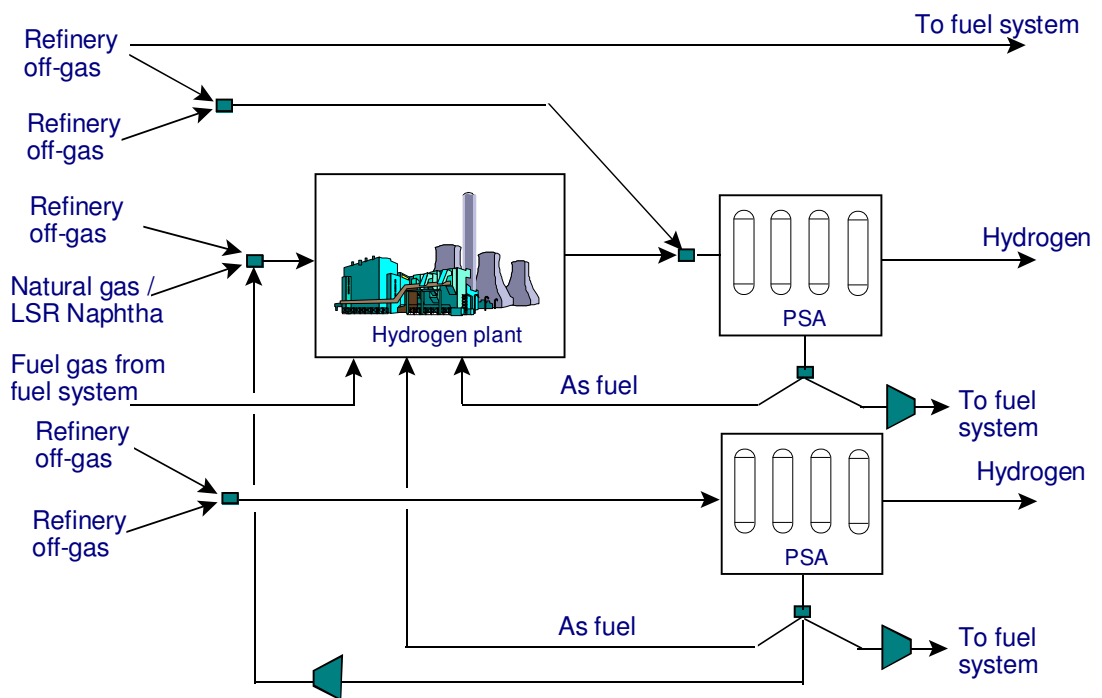 Refinery
off-gas
To fuel system
Refinery
off-gas
Refinery
off-gas
Natural gas /
LSR Naphtha
Hydrogen plant
PSA
Hydrogen
Fuel gas from
fuel system
As fuel
To fuel
system
Refinery
off-gas
Refinery
off-gas
PSA
Hydrogen
As fuel
To fuel
system